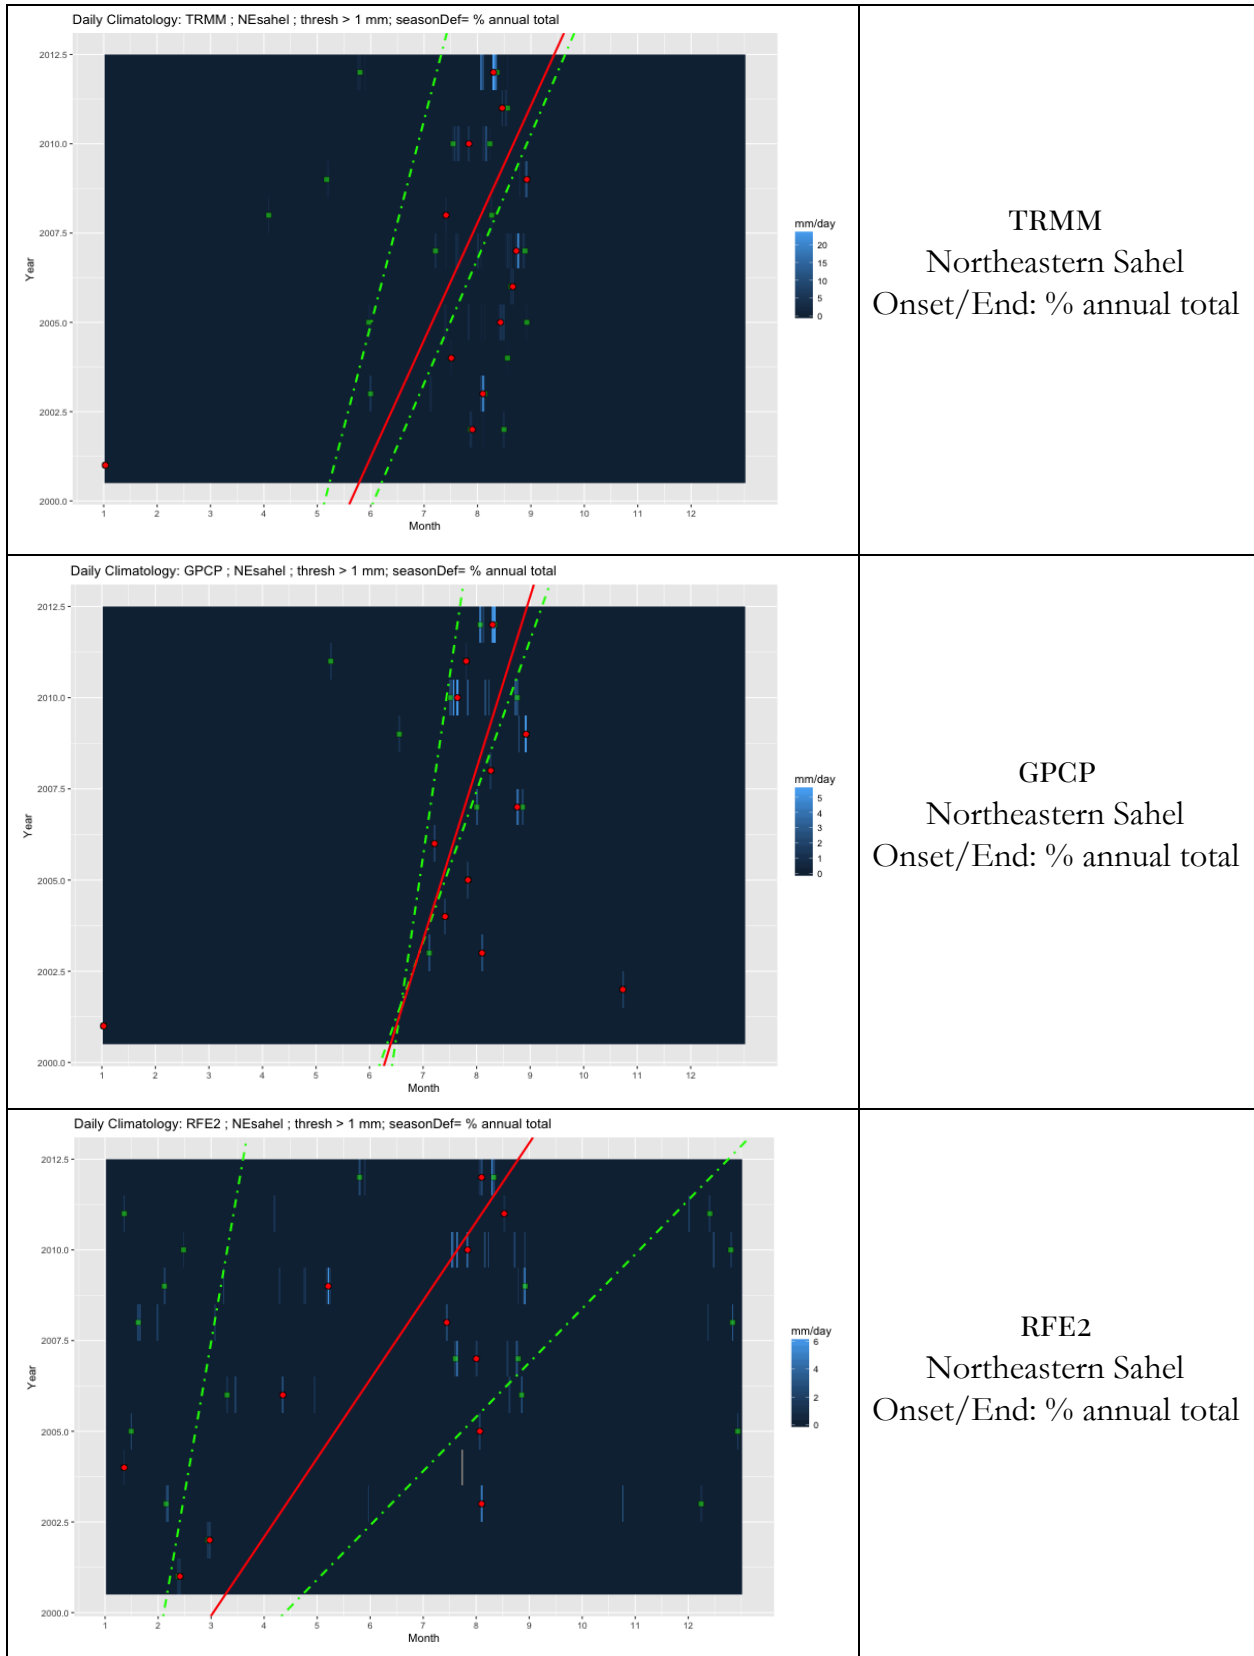 Daily Climatology: TRMM ; NEsahel ; thresh > 1 mm; seasonDef= % annual total
2012.5
2010.0
2007.5
2005.0
2002.5
2000.0
Year
1 2 3 4 5 6 7 8 9 10 11 12
Month
mm/day
20
15
10
5
0
TRMM
Northeastern Sahel
Onset/End: % annual total
Daily Climatology: GPCP ; NEsahel ; thresh > 1 mm; seasonDef= % annual total
2012.5
2010.0
2007.5
2005.0
2002.5
2000.0
Year
1 2 3 4 5 6 7 8 9 10 11 12
Month
mm/day
5
4
3
2
1
0
GPCP
Northeastern Sahel
Onset/End: % annual total
Daily Climatology: RFE2 ; NEsahel ; thresh > 1 mm; seasonDef= % annual total
2012.5
2010.0
2007.5
2005.0
2002.5
2000.0
Year
1 2 3 4 5 6 7 8 9 10 11 12
Month
mm/day
6
4
2
0
RFE2
Northeastern Sahel
Onset/End: % annual total